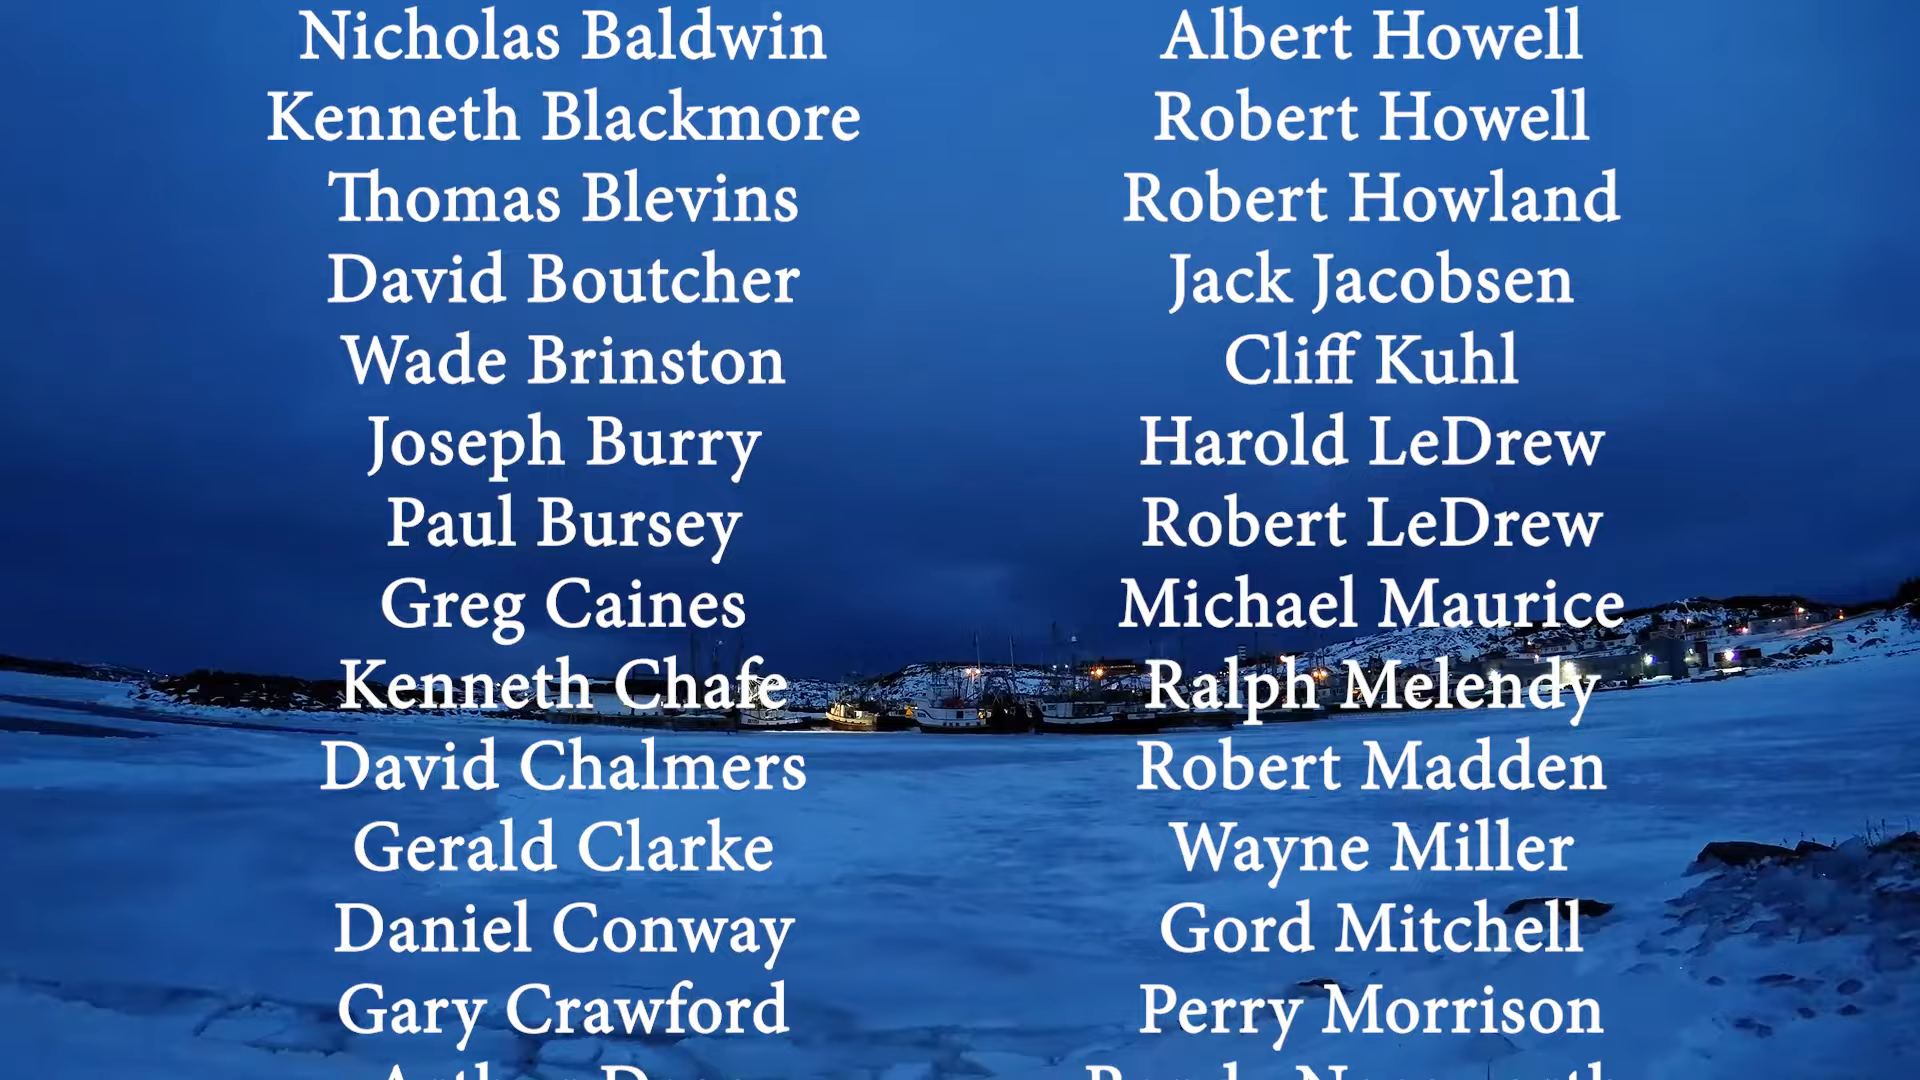 Nicholas Baldwin
Kenneth Blackmore
Thomas Blevins
David Boutcher
Wade Brinston
Joseph Burry
Paul Bursey
Greg Caines
Kenneth Chafe
David Chalmers
Gerald Clarke
Daniel Conway
Gary Crawford
Albert Howell
Robert Howell
Robert Howland
Jack Jacobsen
Cliff Kuhl
Harold LeDrew
Robert LeDrew
Michael Maurice
Ralph Melendy
Robert Madden
Wayne Miller
Gord Mitchell
Perry Morrison